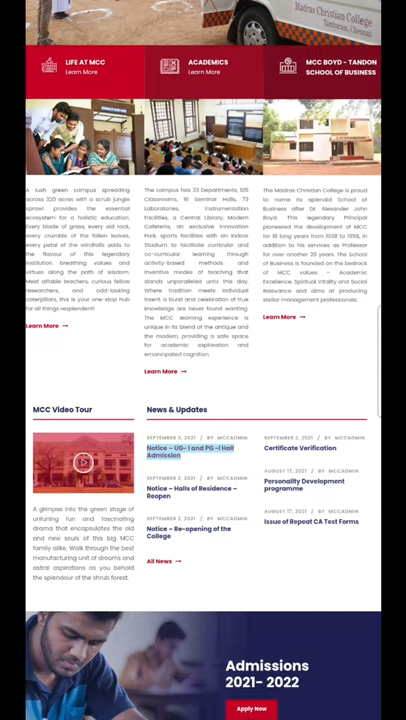 Madras Christian College
Tambaram,
LIFE AT MCC
Learn More
ACADEMICS
Learn More
MCC BOYD - TANDON
SCHOOL OF BUSINESS
A lush green campus spreading
across 320 acres with a scrub jungle
sprawl provides the essential
ecosystem for a holistic education.
Every blade of grass, every old rock,
every crumble of the fallen leaves,
every petal of the windfalls adds to
the flavour of this legendary
institution breathing values and
virtues along the path of wisdom.
Meet affable teachers, curious fellow
researchers, and odd-looking
caterpillars, this is your one-stop hub
for all things resplendent!
Learn More →
The campus has 33 Departments, 105
Classrooms, 16 Seminar Halls, 73
Laboratories, Instrumentation
Facilities, a Central Library, Modern
Cafeteria, an exclusive Innovation
Park, sports facilities with an Indoor
Stadium to facilitate curricular and
co-curricular learning through
activity-based methods and
inventive modes of teaching that
stands unparalleled unto this day.
Where tradition meets individual
talent, a burst and celebration of true
knowledge are never found wanting.
The MCC learning experience is
unique in its blend of the antique and
the modern, providing a safe space
for academic exploration and
emancipated cognition.
Learn More →
The Madras Christian College is proud
to name its splendid School of
Business after Dr. Alexander John
Boyd. This legendary Principal
pioneered the development of MCC
for 18 long years from 1938 to 1956, in
addition to his services as Professor
for over another 20 years. The School
of Business is founded on the bedrock
of MCC values – Academic
Excellence, Spiritual Vitality and Social
Relevance and aims at producing
stellar management professionals.
Learn More →
MCC Video Tour
A glimpse into the green stage of
unfurling fun and fascinating
drama that encapsulates the old
and new souls of this big MCC
family alike. Walk through the best
manufacturing unit of dreams and
astral aspirations as you behold
the splendour of the shrub forest.
News & Updates
SEPTEMBER 3, 2021 / BY MCCADMIN
Notice – UG- I and PG -I Hall
Admission
SEPTEMBER 2, 2021 / BY MCCADMIN
Notice – Halls of Residence –
Reopen
SEPTEMBER 2, 2021 / BY MCCADMIN
Notice – Re-opening of the
College
All News →
SEPTEMBER 2, 2021 / BY MCCADMIN
Certificate Verification
AUGUST 17, 2021 / BY MCCADMIN
Personality Development
programme
AUGUST 17, 2021 / BY MCCADMIN
Issue of Repeat CA Test Forms
Admissions
2021- 2022
Apply Now